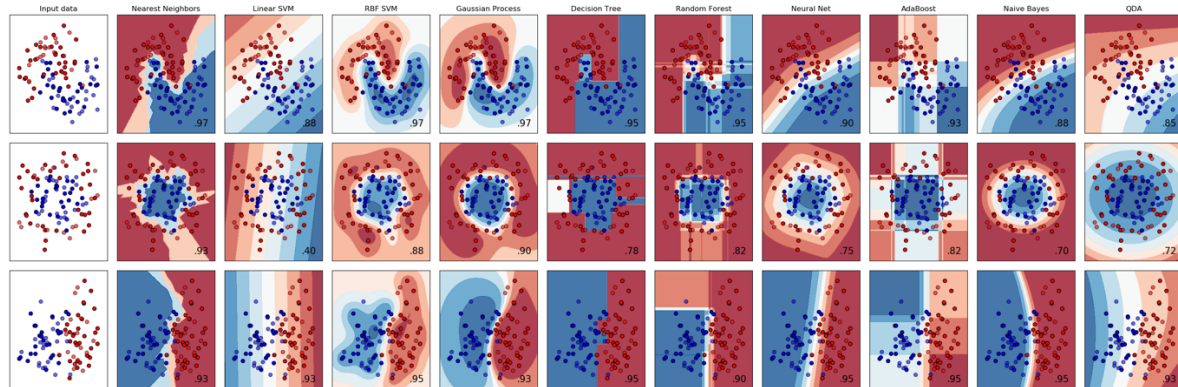 Input data Nearest Neighbors Linear SVM RBF SVM Gaussian Process Decision Tree Random Forest Neural Net AdaBoost Naive Bayes QDA
.97 .88 .97 .97 .95 .95 .90 .93 .88 .85
.93 .40 .88 .90 .78 .82 .75 .82 .70 .72
.93 .93 .95 .93 .95 .90 .95 .95 .95 .93